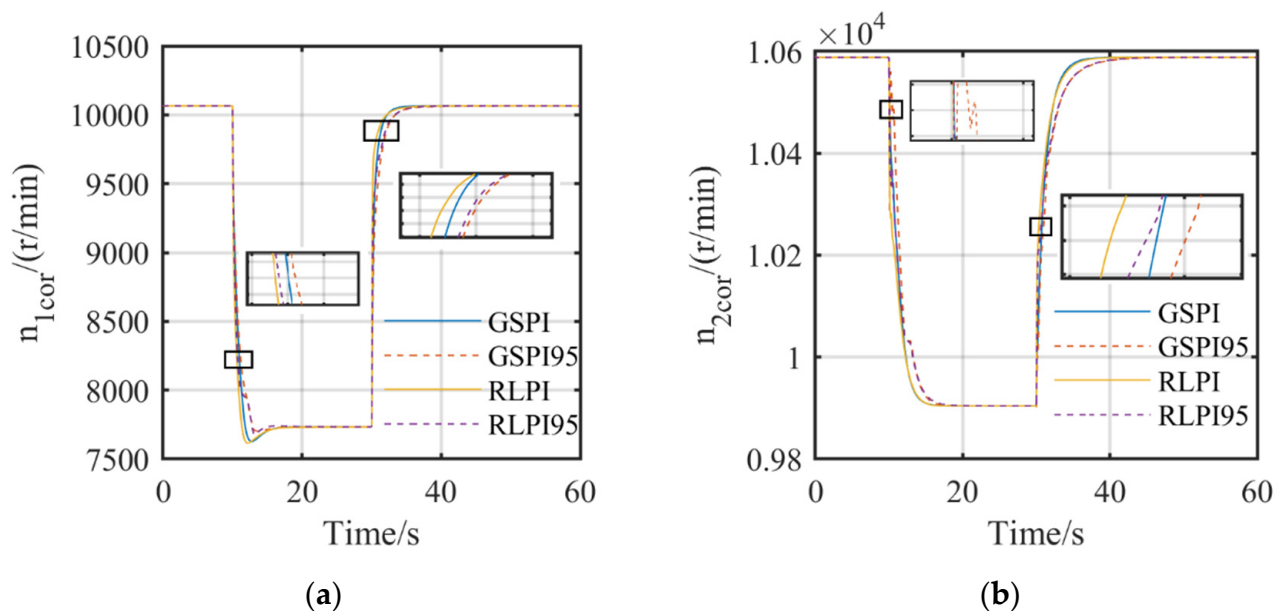 10500
10000
9500
9000
8500
8000
7500
n1cor/(r/min)
0
20
40
60
Time/s
GSPI
GSPI95
RLPI
RLPI95
(a)
×10^4
1.06
1.04
1.02
1
0.98
n2cor/(r/min)
0
20
40
60
Time/s
GSPI
GSPI95
RLPI
RLPI95
(b)